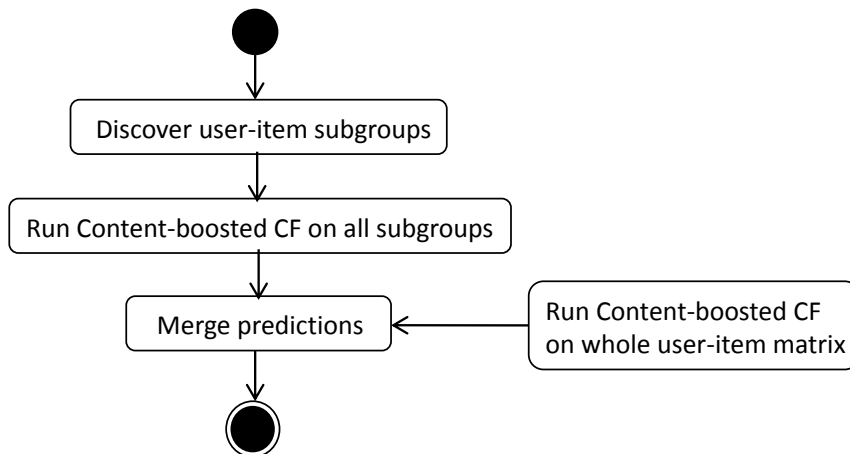 Discover user-item subgroups
Run Content-boosted CF on all subgroups
Merge predictions
Run Content-boosted CF
on whole user-item matrix